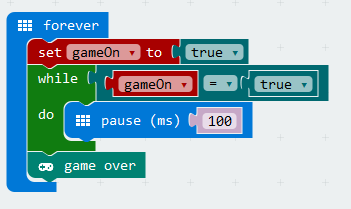 forever
set gameOn to true
while gameOn = true
do pause (ms) 100
game over